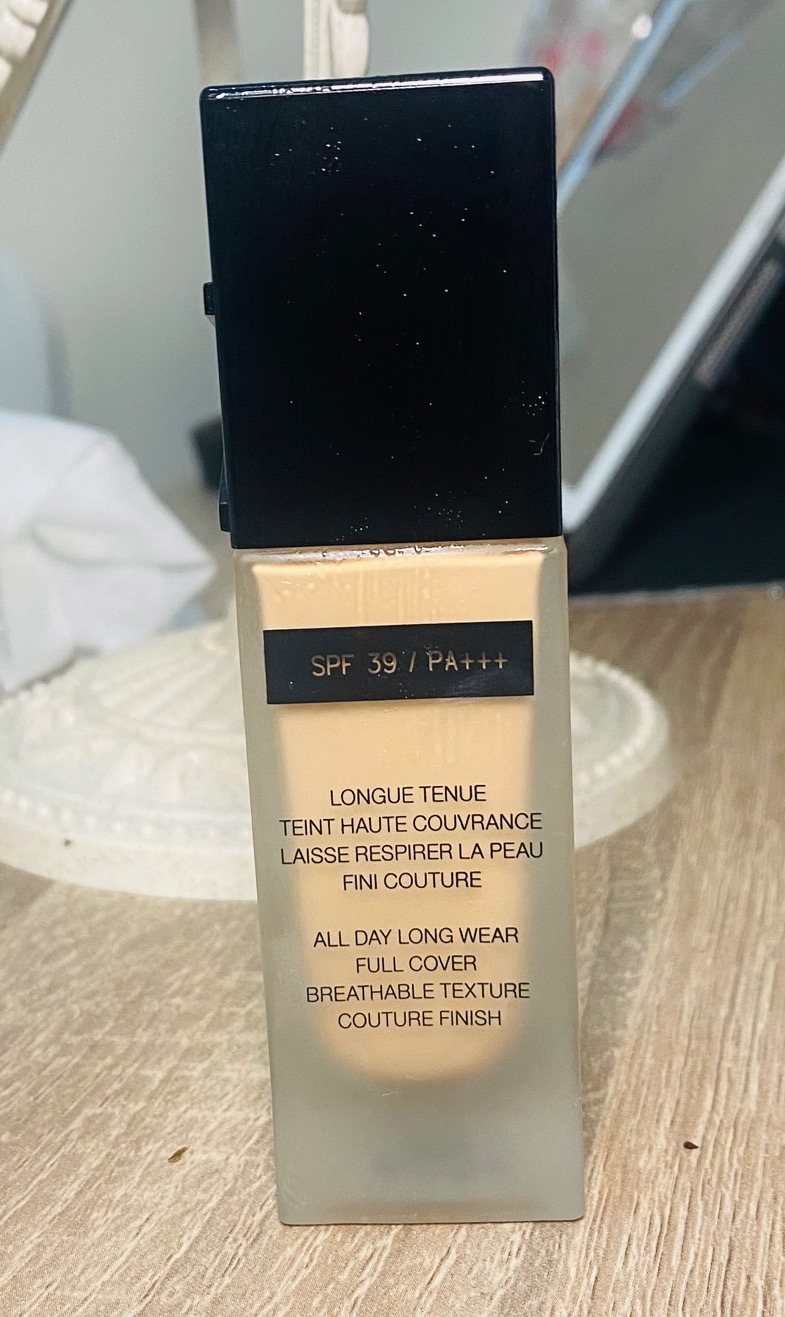 SPF 39 / PA+++
LONGUE TENUE
TEINT HAUTE COUVRANCE
LAISSE RESPIRER LA PEAU
FINI COUTURE
ALL DAY LONG WEAR
FULL COVER
BREATHABLE TEXTURE
COUTURE FINISH